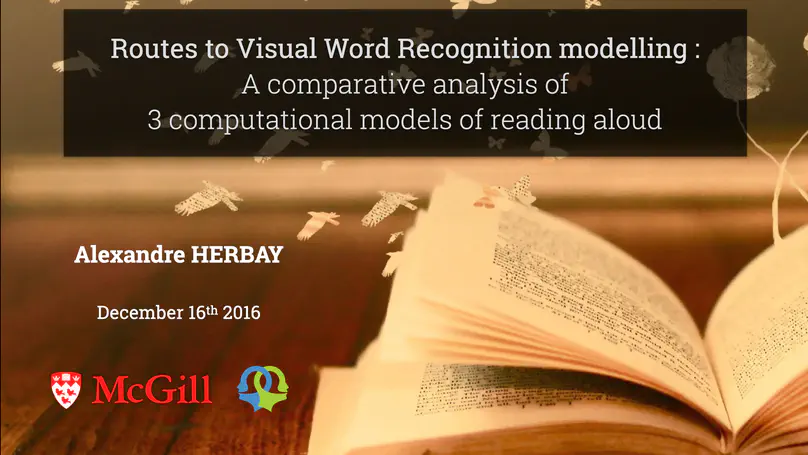 Routes to Visual Word Recognition modelling :
A comparative analysis of
3 computational models of reading aloud
Alexandre HERBAY
December 16th 2016
McGill